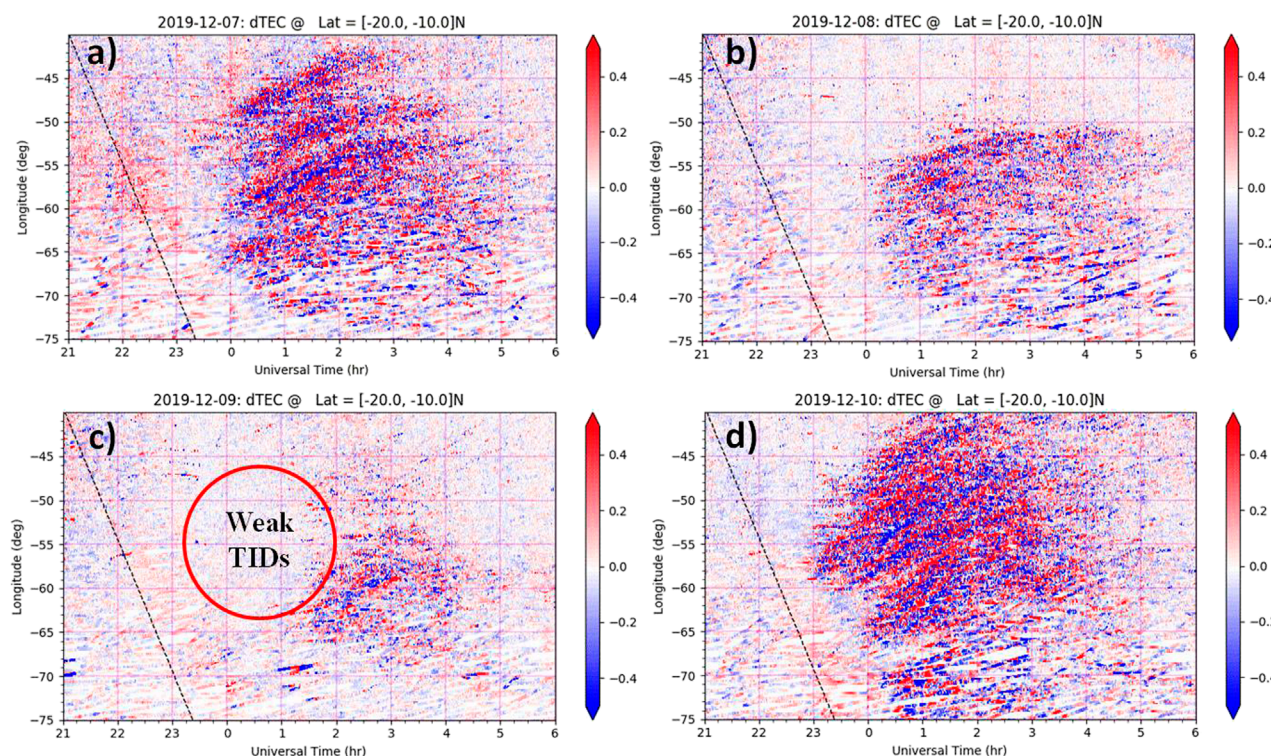 2019-12-07: dTEC @ Lat = [-20.0, -10.0]N
a)
−45
−50
−55
−60
−65
−70
−75
Longitude (deg)
21 22 23 0 1 2 3 4 5 6
Universal Time (hr)
0.4
0.2
0.0
−0.2
−0.4
2019-12-08: dTEC @ Lat = [-20.0, -10.0]N
b)
−45
−50
−55
−60
−65
−70
−75
Longitude (deg)
21 22 23 0 1 2 3 4 5 6
Universal Time (hr)
0.4
0.2
0.0
−0.2
−0.4
2019-12-09: dTEC @ Lat = [-20.0, -10.0]N
c)
Weak
TIDs
−45
−50
−55
−60
−65
−70
−75
Longitude (deg)
21 22 23 0 1 2 3 4 5 6
Universal Time (hr)
0.4
0.2
0.0
−0.2
−0.4
2019-12-10: dTEC @ Lat = [-20.0, -10.0]N
d)
−45
−50
−55
−60
−65
−70
−75
Longitude (deg)
21 22 23 0 1 2 3 4 5 6
Universal Time (hr)
0.4
0.2
0.0
−0.2
−0.4